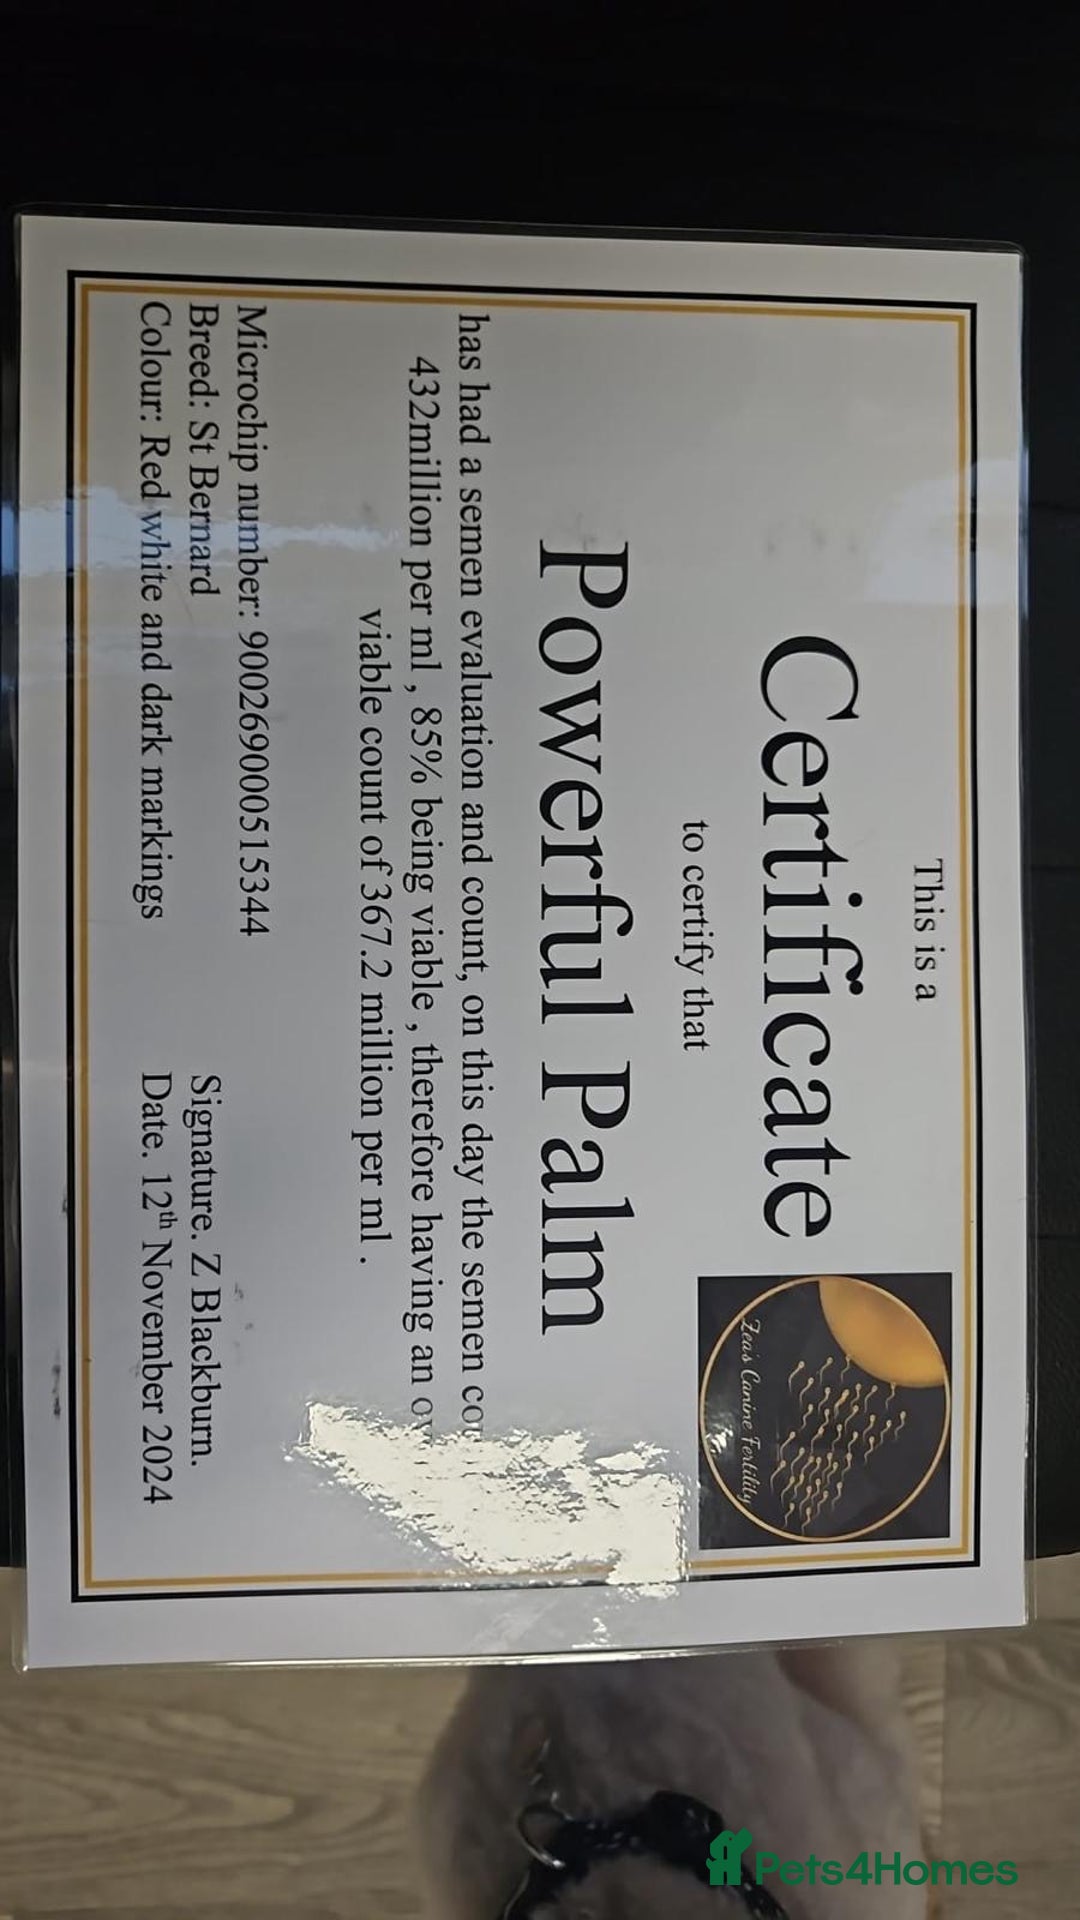 This is a
Certificate
Zea's Canine Fertility
to certify that
Powerful Palm
has had a semen evaluation and count, on this day the semen
432million per ml , 85% being viable , therefore having an
viable count of 367.2 million per ml .
Microchip number: 900269000515344
Breed: St Bernard
Colour: Red white and dark markings
Signature. Z Blackburn.
Date. 12th November 2024
Pets4Homes